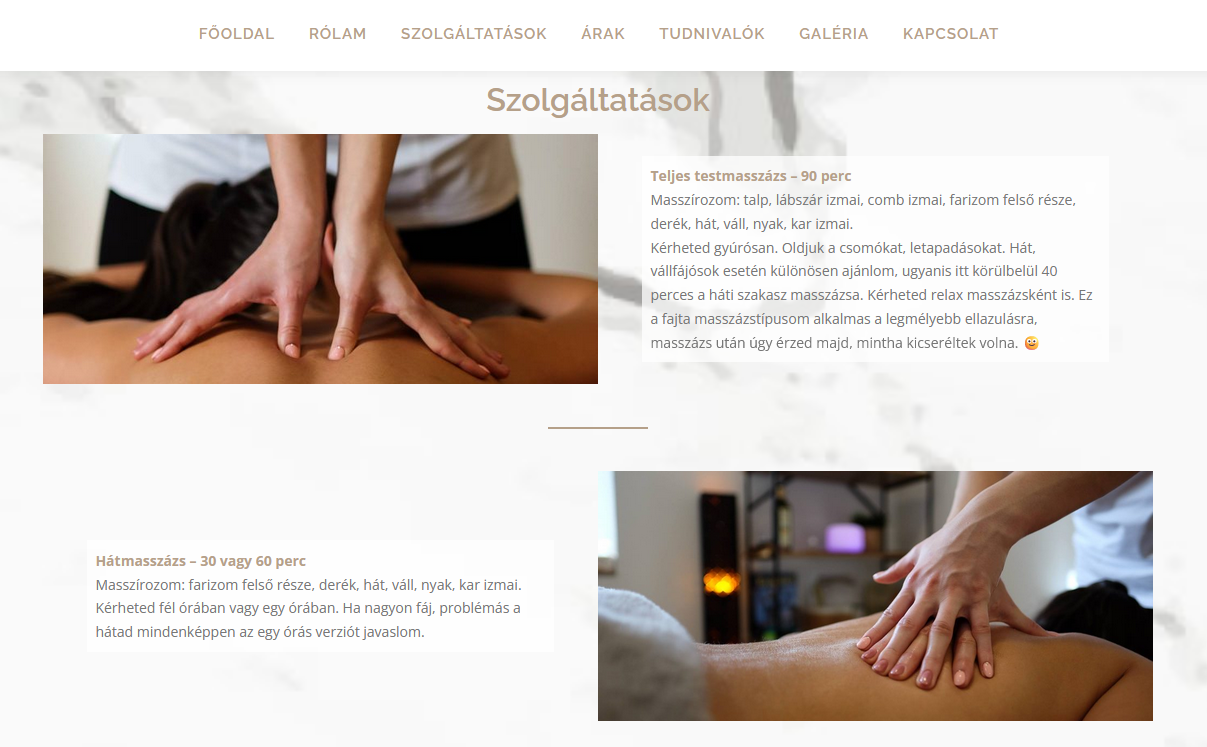 FŐOLDAL RÓLAM SZOLGÁLTATÁSOK ÁRAK TUDNIVALÓK GALÉRIA KAPCSOLAT
Szolgáltatások
Teljes testmasszázs – 90 perc
Masszírozom: talp, lábszár izmai, comb izmai, farizom felső része,
derék, hát, váll, nyak, kar izmai.
Kérheted gyúrósan. Oldjuk a csomókat, letapadásokat. Hát,
vállfájósok esetén különösen ajánlom, ugyanis itt körülbelül 40
perces a háti szakasz masszázsa. Kérheted relax masszázsként is. Ez
a fajta masszázstípusom alkalmas a legmélyebb ellazulásra,
masszázs után úgy érzed majd, mintha kicseréltek volna. 😀
Hátmasszázs – 30 vagy 60 perc
Masszírozom: farizom felső része, derék, hát, váll, nyak, kar izmai.
Kérheted fél órában vagy egy órában. Ha nagyon fáj, problémás a
hátad mindenképpen az egy órás verziót javaslom.